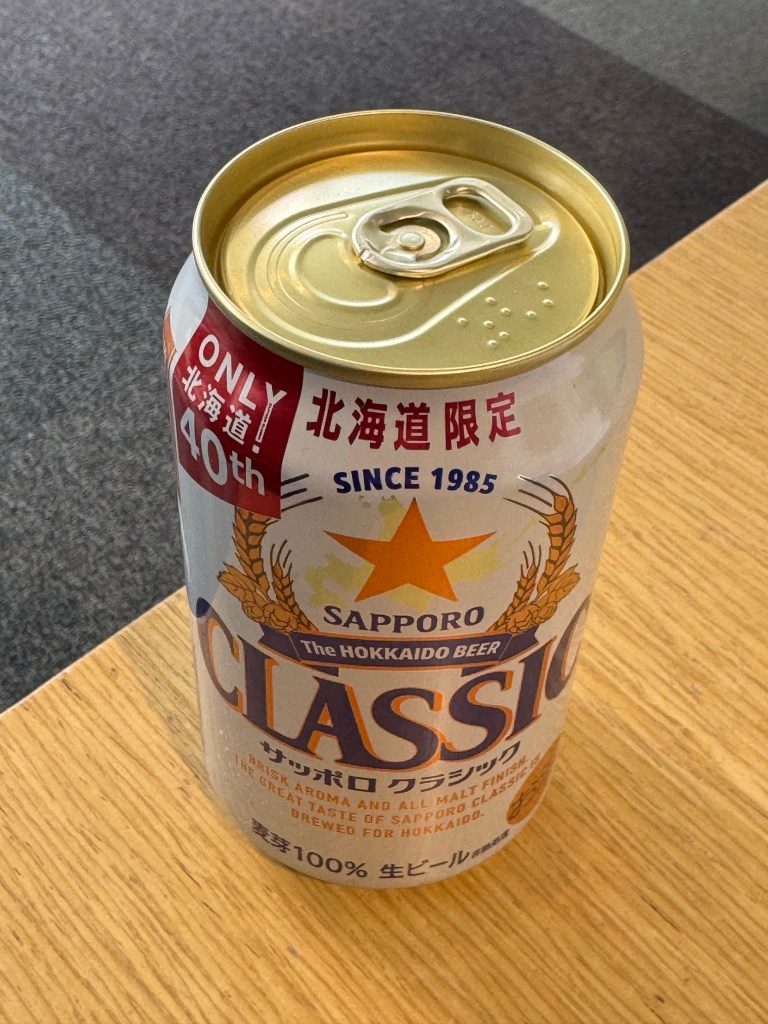 ONLY
北海道!
40th
北海道限定
SINCE 1985
SAPPORO
The HOKKAIDO BEER
CLASSIC
サッポロ クラシック
BRISK AROMA AND ALL MALT FINISH.
THE GREAT TASTE OF SAPPORO CLASSIC IS
BREWED FOR HOKKAIDO.
麦芽100% 生ビール